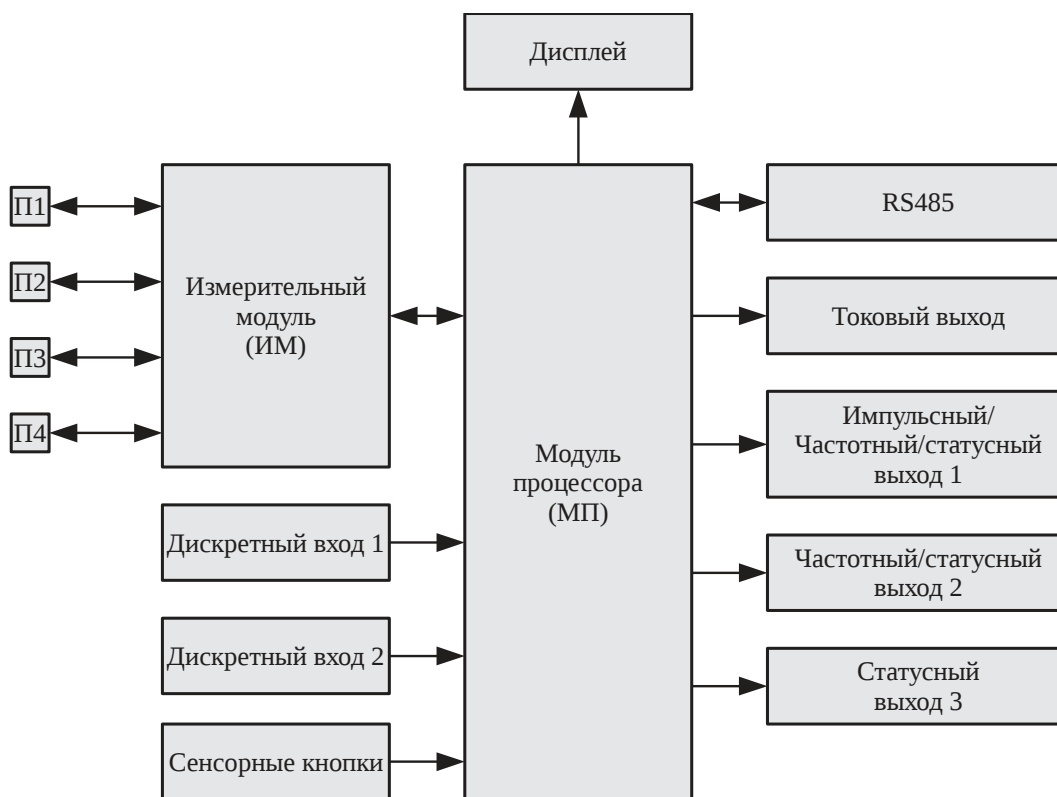 Дисплей
П1
П2
П3
П4
Измерительный
модуль
(ИМ)
Дискретный вход 1
Дискретный вход 2
Сенсорные кнопки
Модуль
процессора
(МП)
RS485
Токовый выход
Импульсный/
Частотный/статусный
выход 1
Частотный/статусный
выход 2
Статусный
выход 3